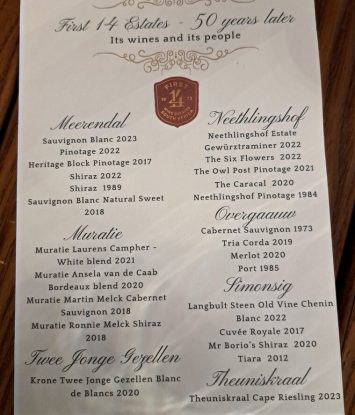 First 14 Estates - 50 years later
Its wines and its people
FIRST
14
19 73
SOUTH AFRICA
Meerendal
Sauvignon Blanc 2023
Pinotage 2022
Heritage Block Pinotage 2017
Shiraz 2022
Shiraz 1989
Sauvignon Blanc Natural Sweet
2018
Muratie
Muratie Laurens Campher -
White blend 2021
Muratie Ansela van de Caab
Bordeaux blend 2020
Muratie Martin Melck Cabernet
Sauvignon 2018
Muratie Ronnie Melck Shiraz
2018
Twee Jonge Gezellen
Krone Twee Jonge Gezellen Blanc
de Blancs 2020
Neethlingshof
Neethlingshof Estate
Gewürztraminer 2022
The Six Flowers 2022
The Owl Post Pinotage 2021
The Caracal 2020
Neethlingshof Pinotage 1984
Overgaauw
Cabernet Sauvignon 1973
Tria Corda 2019
Merlot 2020
Port 1985
Simonsig
Langbult Steen Old Vine Chenin
Blanc 2022
Cuvée Royale 2017
Mr Borio's Shiraz 2020
Tiara 2012
Theuniskraal
Theuniskraal Cape Riesling 2023